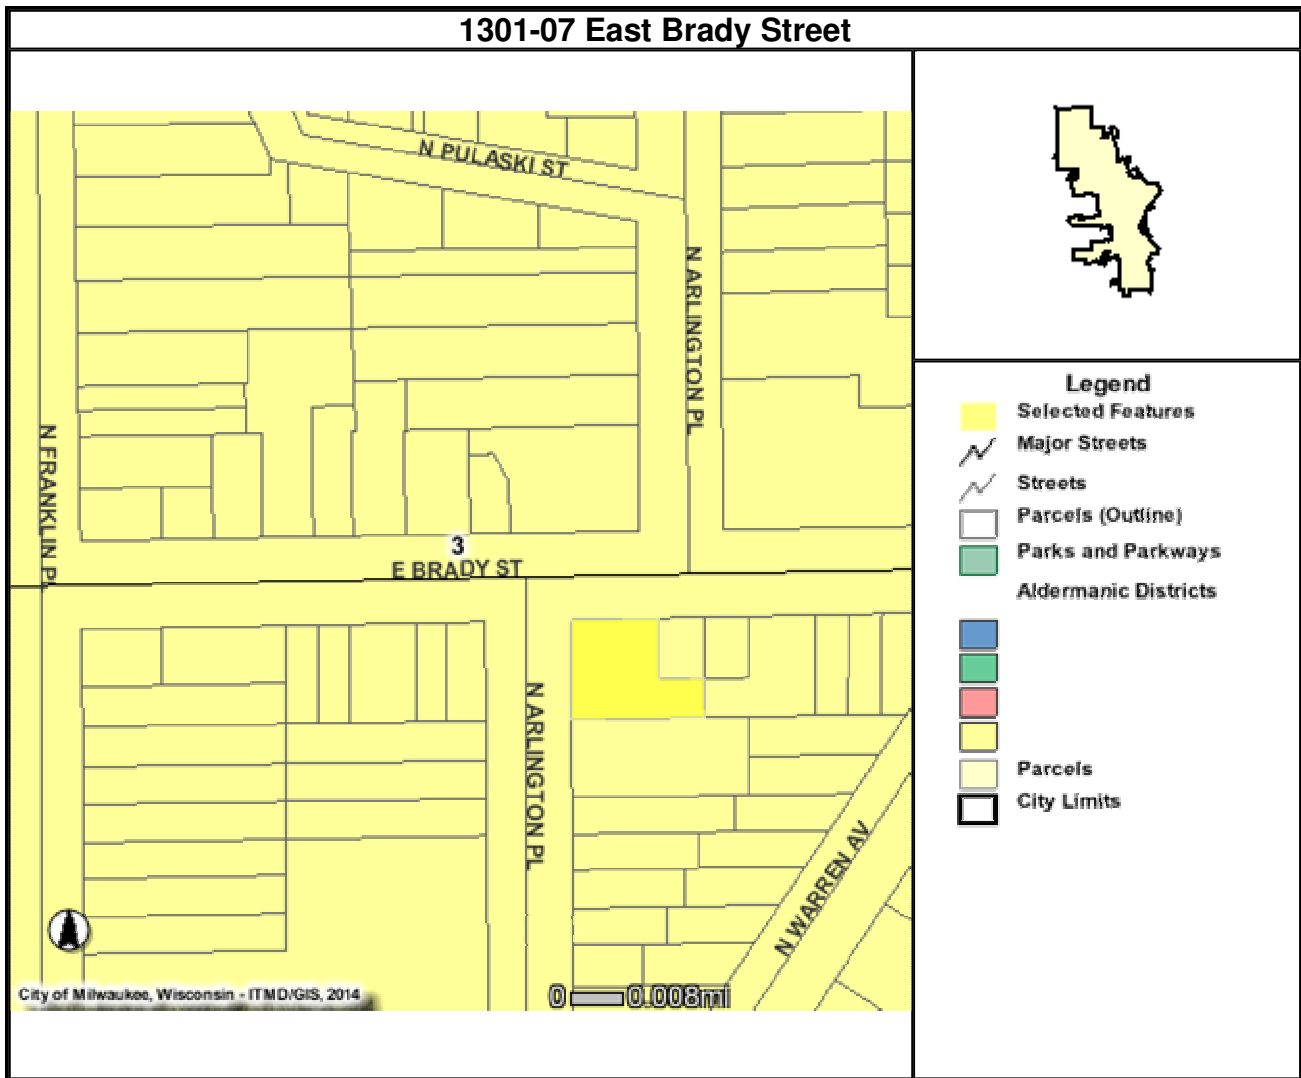 1301-07 East Brady Street
N PULASKI ST
N ARLINGTON PL
N FRANKLIN PL
3
E BRADY ST
N ARLINGTON PL
N WARREN AV
City of Milwaukee, Wisconsin - ITMD/GIS, 2014
0 0.008mi
Legend
Selected Features
Major Streets
Streets
Parcels (Outline)
Parks and Parkways
Aldermanic Districts
Parcels
City Limits